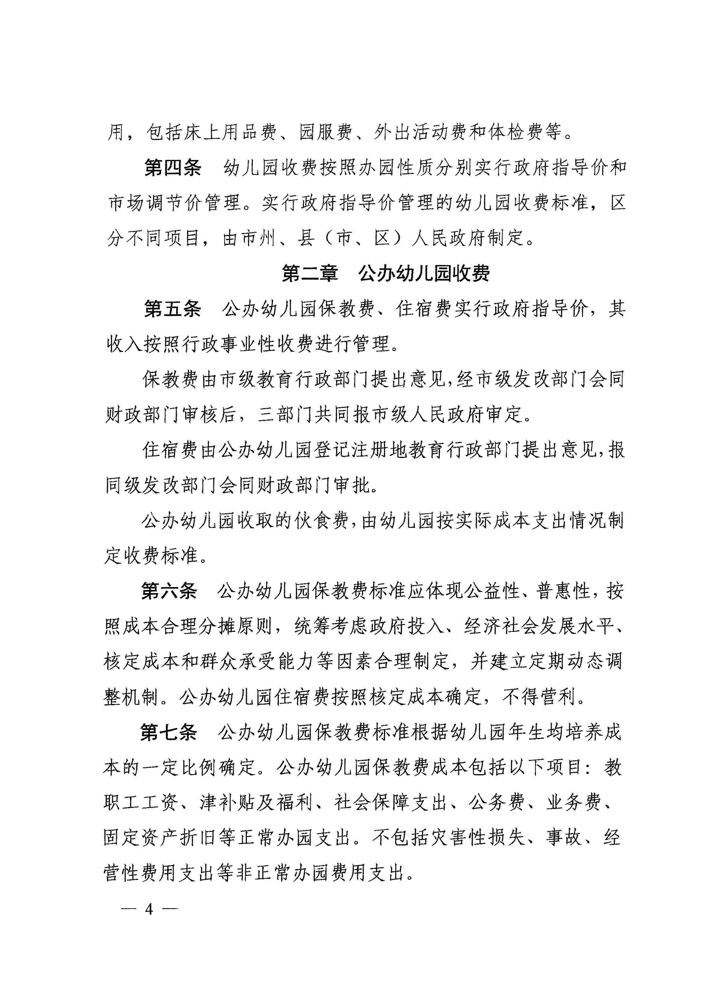 用，包括床上用品费、园服费、外出活动费和体检费等。
第四条　幼儿园收费按照办园性质分别实行政府指导价和
市场调节价管理。实行政府指导价管理的幼儿园收费标准，区
分不同项目，由市州、县（市、区）人民政府制定。
第二章　公办幼儿园收费
第五条　公办幼儿园保教费、住宿费实行政府指导价，其
收入按照行政事业性收费进行管理。
保教费由市级教育行政部门提出意见，经市级发改部门会同
财政部门审核后，三部门共同报市级人民政府审定。
住宿费由公办幼儿园登记注册地教育行政部门提出意见，报
同级发改部门会同财政部门审批。
公办幼儿园收取的伙食费，由幼儿园按实际成本支出情况制
定收费标准。
第六条　公办幼儿园保教费标准应体现公益性、普惠性，按
照成本合理分摊原则，统筹考虑政府投入、经济社会发展水平、
核定成本和群众承受能力等因素合理制定，并建立定期动态调
整机制。公办幼儿园住宿费按照核定成本确定，不得营利。
第七条　公办幼儿园保教费标准根据幼儿园年生均培养成
本的一定比例确定。公办幼儿园保教费成本包括以下项目：教
职工工资、津补贴及福利、社会保障支出、公务费、业务费、
固定资产折旧等正常办园支出。不包括灾害性损失、事故、经
营性费用支出等非正常办园费用支出。
— 4 —